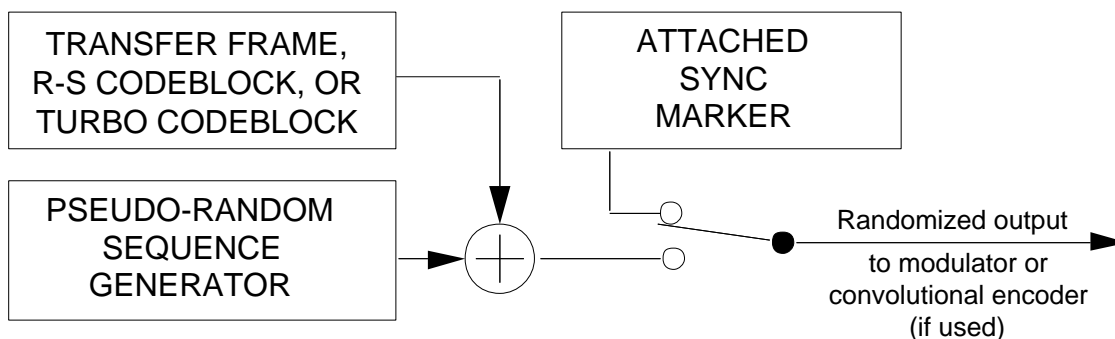 TRANSFER FRAME,
R-S CODEBLOCK, OR
TURBO CODEBLOCK
ATTACHED
SYNC
MARKER
PSEUDO-RANDOM
SEQUENCE
GENERATOR
Randomized output
to modulator or
convolutional encoder
(if used)